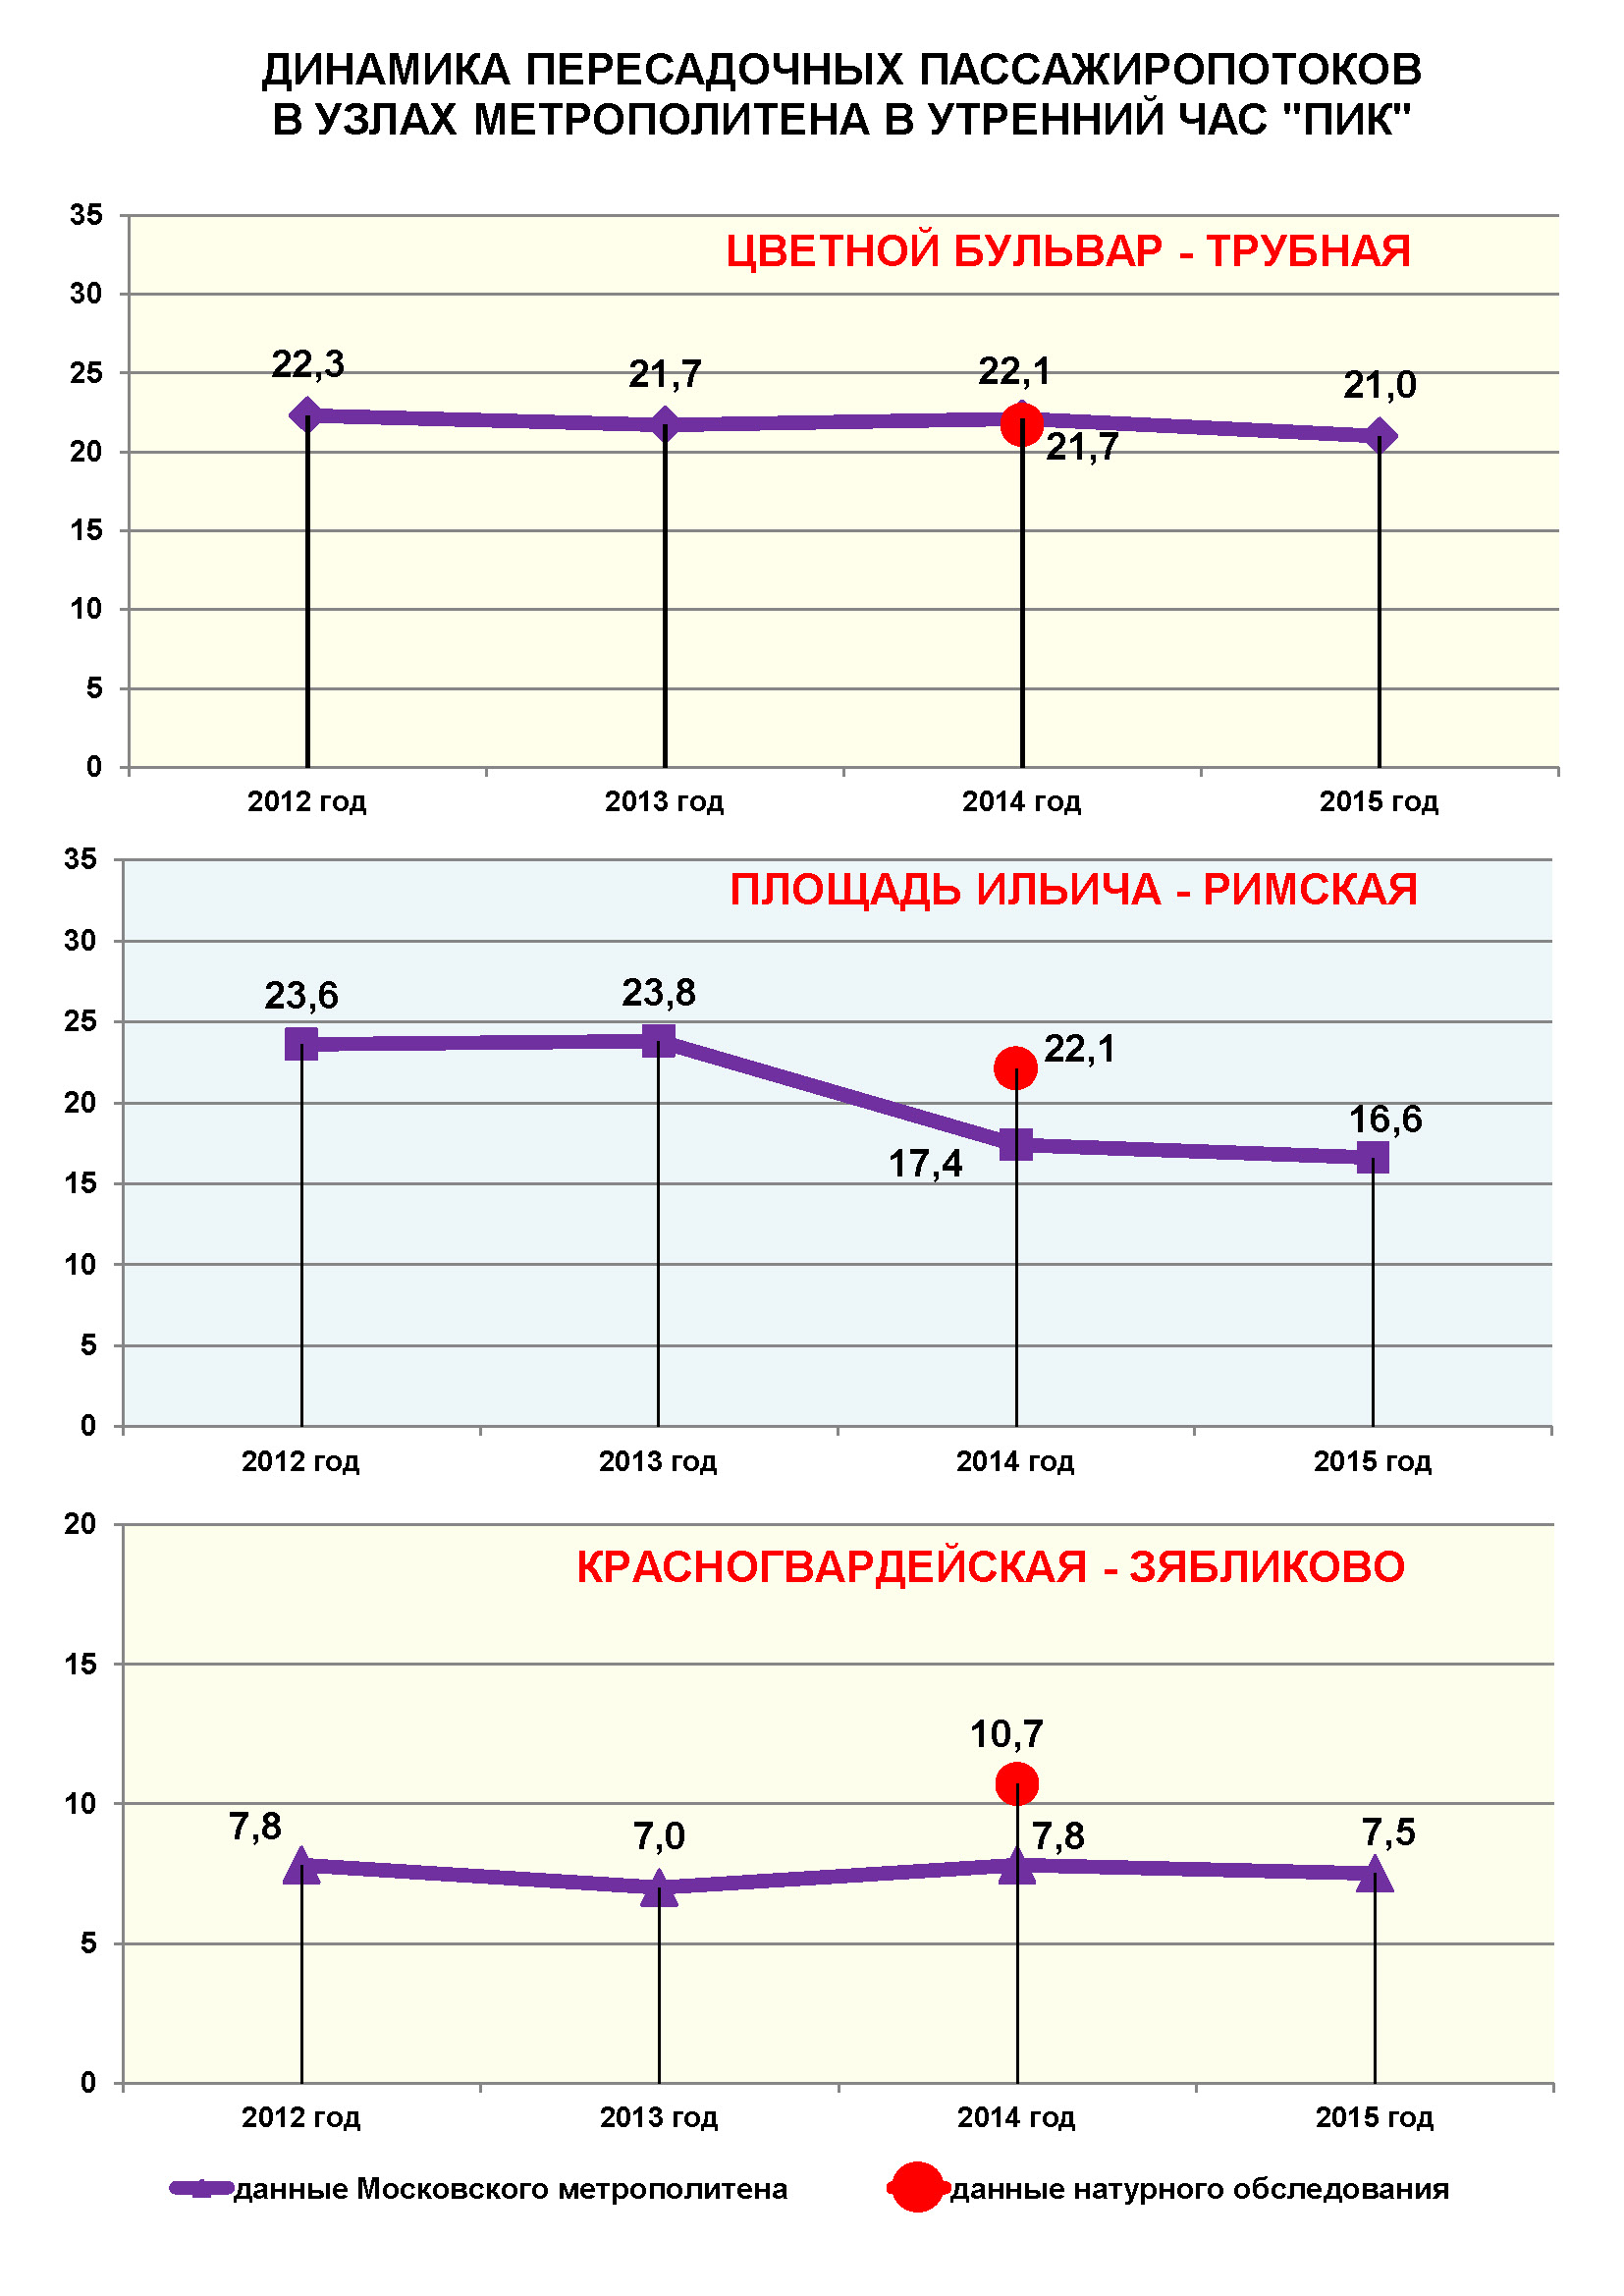 ДИНАМИКА ПЕРЕСАДОЧНЫХ ПАССАЖИРОПОТОКОВ
В УЗЛАХ МЕТРОПОЛИТЕНА В УТРЕННИЙ ЧАС "ПИК"
ЦВЕТНОЙ БУЛЬВАР - ТРУБНАЯ
35
30
25
20
15
10
5
0
22,3
21,7
22,1
21,7
21,0
2012 год
2013 год
2014 год
2015 год
ПЛОЩАДЬ ИЛЬИЧА - РИМСКАЯ
35
30
25
20
15
10
5
0
23,6
23,8
22,1
17,4
16,6
2012 год
2013 год
2014 год
2015 год
КРАСНОГВАРДЕЙСКАЯ - ЗЯБЛИКОВО
20
15
10
5
0
7,8
7,0
10,7
7,8
7,5
2012 год
2013 год
2014 год
2015 год
данные Московского метрополитена
данные натурного обследования